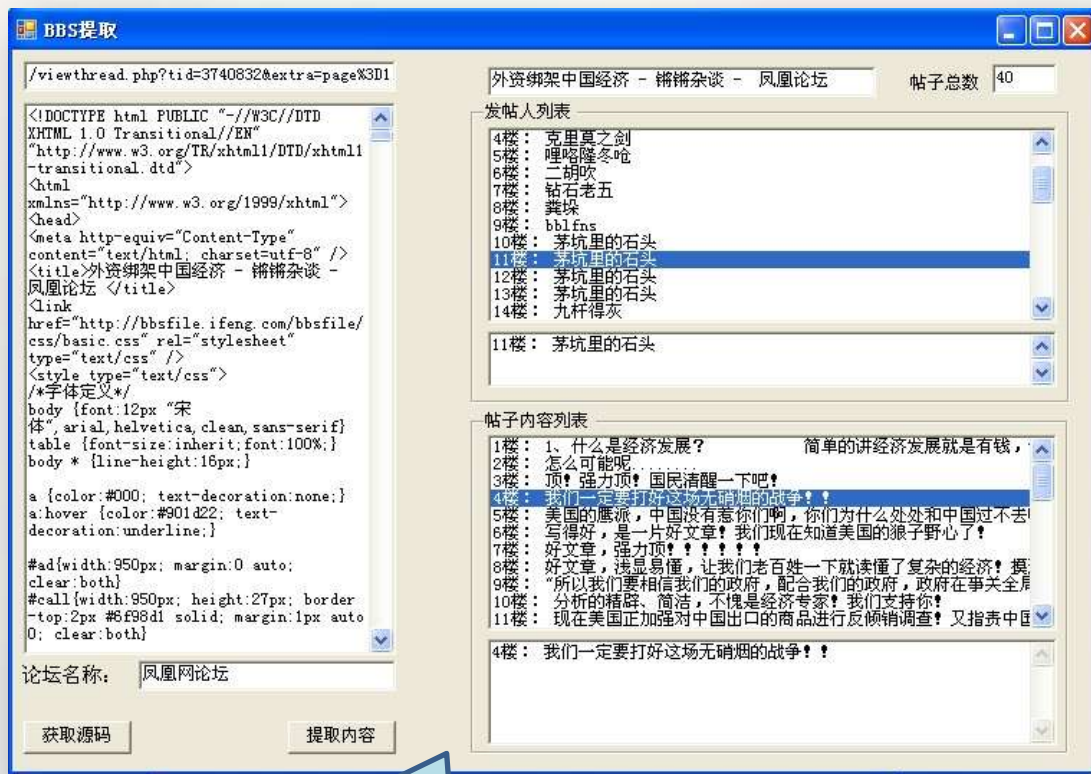 BBS提取
/viewthread.php?tid=3740832&extra=page%3D1
<!DOCTYPE html PUBLIC "-//W3C//DTD
XHTML 1.0 Transitional//EN"
"http://www.w3.org/TR/xhtml1/DTD/xhtml1
-transitional.dtd">
<html
xmlns="http://www.w3.org/1999/xhtml">
<head>
<meta http-equiv="Content-Type"
content="text/html; charset=utf-8" />
<title>外资绑架中国经济 - 锵锵杂谈 -
凤凰论坛 </title>
<link
href="http://bbsfile.ifeng.com/bbsfile/
css/basic.css" rel="stylesheet"
type="text/css" />
<style type="text/css">
/*字体定义*/
body {font:12px "宋
体",arial,helvetica,clean,sans-serif}
table {font-size:inherit;font:100%;}
body * {line-height:16px;}
a {color:#000; text-decoration:none;}
a:hover {color:#901d22; text-
decoration:underline;}
#ad{width:950px; margin:0 auto;
clear:both}
#call{width:950px; height:27px; border
-top:2px #6f98d1 solid; margin:1px auto
0; clear:both}
论坛名称： 凤凰网论坛
获取源码 提取内容
外资绑架中国经济 - 锵锵杂谈 - 凤凰论坛 帖子总数 40
发帖人列表
4楼： 克里莫之剑
5楼： 哩咯隆冬呛
6楼： 二胡吹
7楼： 钻石老五
8楼： 粪垛
9楼： bblfns
10楼： 茅坑里的石头
11楼： 茅坑里的石头
12楼： 茅坑里的石头
13楼： 茅坑里的石头
14楼： 九杆得灰
11楼： 茅坑里的石头
帖子内容列表
1楼： 1、什么是经济发展？ 简单的讲经济发展就是有钱，
2楼： 怎么可能呢........
3楼： 顶！强力顶！国民清醒一下吧！
4楼： 我们一定要打好这场无硝烟的战争！！
5楼： 美国的鹰派，中国没有惹你们啊，你们为什么处处和中国过不去
6楼： 写得好，是一片好文章！我们现在知道美国的狼子野心了！
7楼： 好文章，强力顶！！！！！！
8楼： 好文章，浅显易懂，让我们老百姓一下就读懂了复杂的经济！
9楼： “所以我们要相信我们的政府，配合我们的政府，政府在事关全局
10楼： 分析的精辟、简洁，不愧是经济专家！我们支持你！
11楼： 现在美国正加强对中国出口的商品进行反倾销调查！又指责中国
4楼： 我们一定要打好这场无硝烟的战争！！